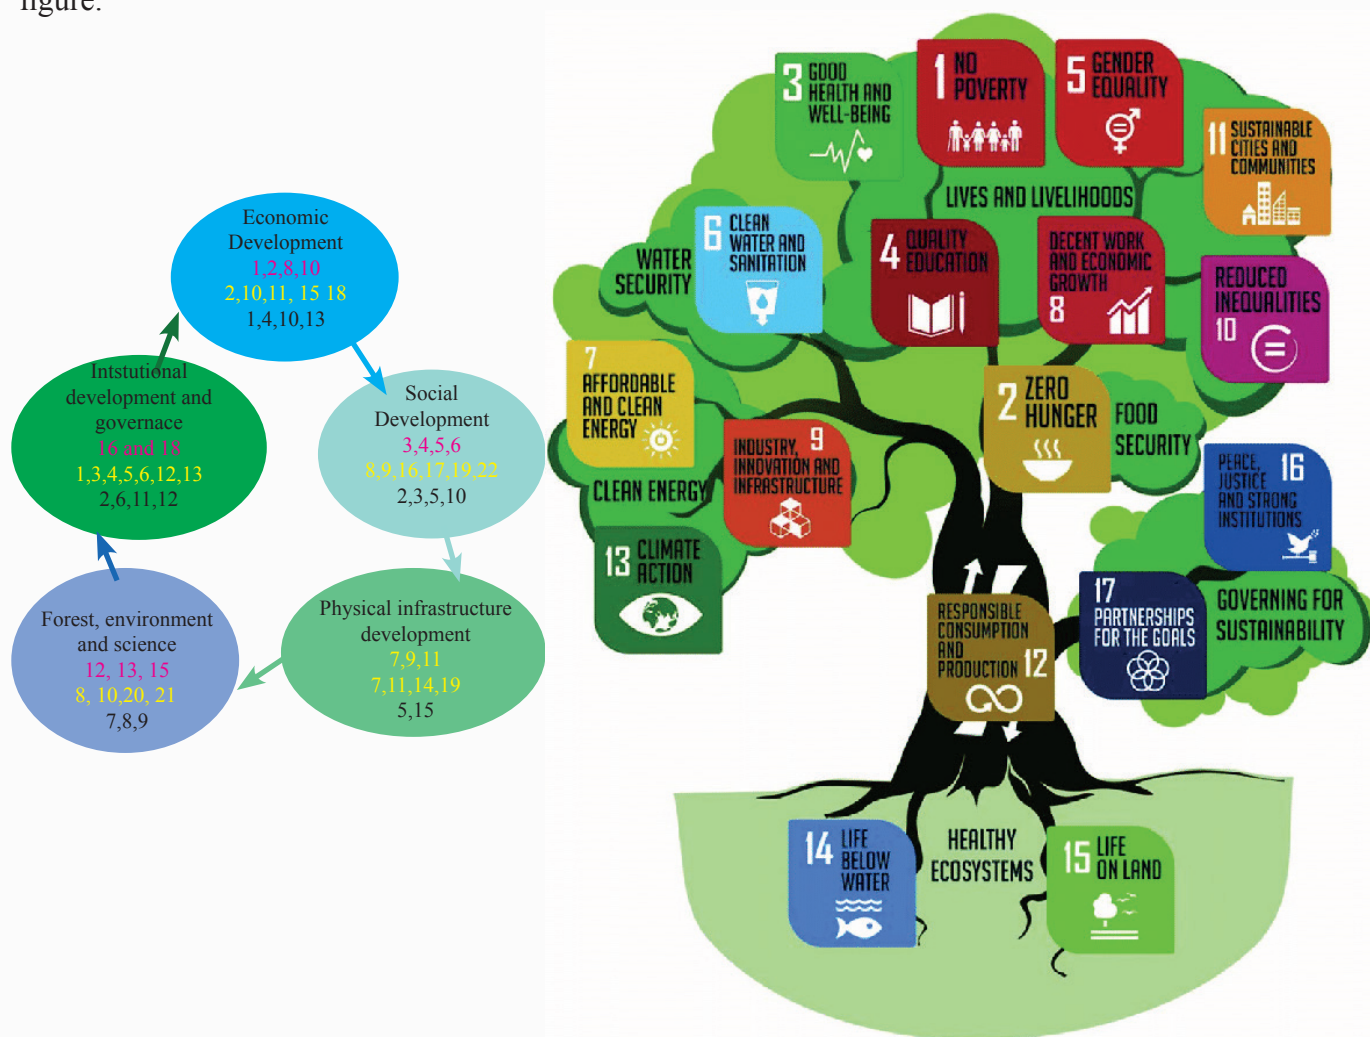 figure.
Economic
Development
1,2,8,10
2,10,11, 15 18
1,4,10,13
Intstutional
development and
governace
16 and 18
1,3,4,5,6,12,13
2,6,11,12
Social
Development
3,4,5,6
8,9,16,17,19,22
2,3,5,10
Forest, environment
and science
12, 13, 15
8, 10,20, 21
7,8,9
Physical infrastructure
development
7,9,11
7,11,14,19
5,15
3 GOOD
HEALTH AND
WELL-BEING
1 NO
POVERTY
5 GENDER
EQUALITY
11 SUSTAINABLE
CITIES AND
COMMUNITIES
LIVES AND LIVELIHOODS
WATER
SECURITY
6 CLEAN
WATER AND
SANITATION
4 QUALITY
EDUCATION
DECENT WORK
AND ECONOMIC
GROWTH
8
REDUCED
INEQUALITIES
10
7
AFFORDABLE
AND CLEAN
ENERGY
2 ZERO
HUNGER
FOOD
SECURITY
INDUSTRY, 9
INNOVATION AND
INFRASTRUCTURE
CLEAN ENERGY
PEACE, 16
JUSTICE
AND STRONG
INSTITUTIONS
13 CLIMATE
ACTION
17
PARTNERSHIPS
FOR THE GOALS
GOVERNING FOR
SUSTAINABILITY
RESPONSIBLE
CONSUMPTION
AND
PRODUCTION 12
14 LIFE
BELOW
WATER
HEALTHY
ECOSYSTEMS
15 LIFE
ON LAND